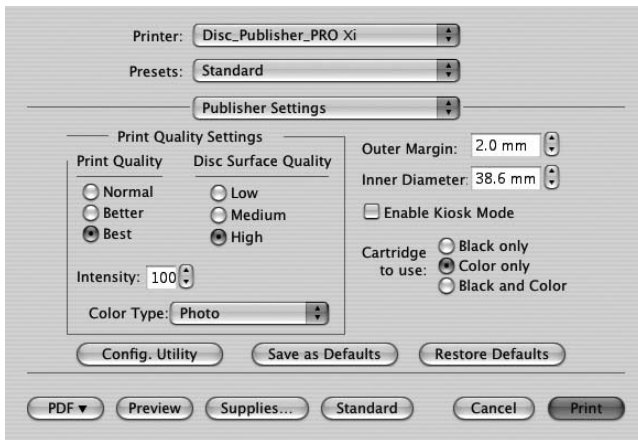 Printer: Disc_Publisher_PRO Xi
Presets: Standard
Publisher Settings
Print Quality Settings
Print Quality
Normal
Better
Best
Disc Surface Quality
Low
Medium
High
Intensity: 100
Color Type: Photo
Outer Margin: 2.0 mm
Inner Diameter: 38.6 mm
Enable Kiosk Mode
Cartridge to use:
Black only
Color only
Black and Color
Config. Utility Save as Defaults Restore Defaults
PDF ▼ Preview Supplies... Standard Cancel Print